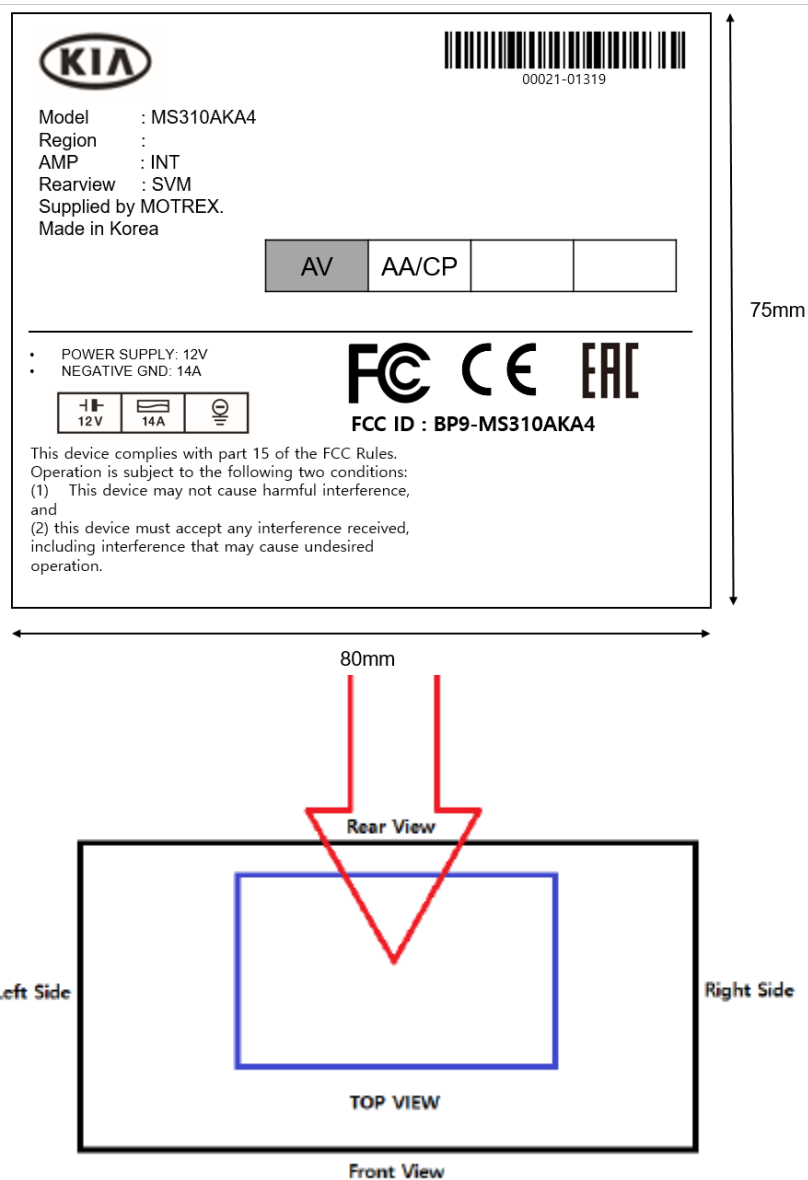 KIA
00021-01319
Model : MS310AKA4
Region :
AMP : INT
Rearview : SVM
Supplied by MOTREX.
Made in Korea
AV AA/CP
75mm
• POWER SUPPLY: 12V
• NEGATIVE GND: 14A
12V 14A
FC CE EAC
FCC ID : BP9-MS310AKA4
This device complies with part 15 of the FCC Rules.
Operation is subject to the following two conditions:
(1) This device may not cause harmful interference,
and
(2) this device must accept any interference received,
including interference that may cause undesired
operation.
80mm
Rear View
Left Side
Right Side
TOP VIEW
Front View